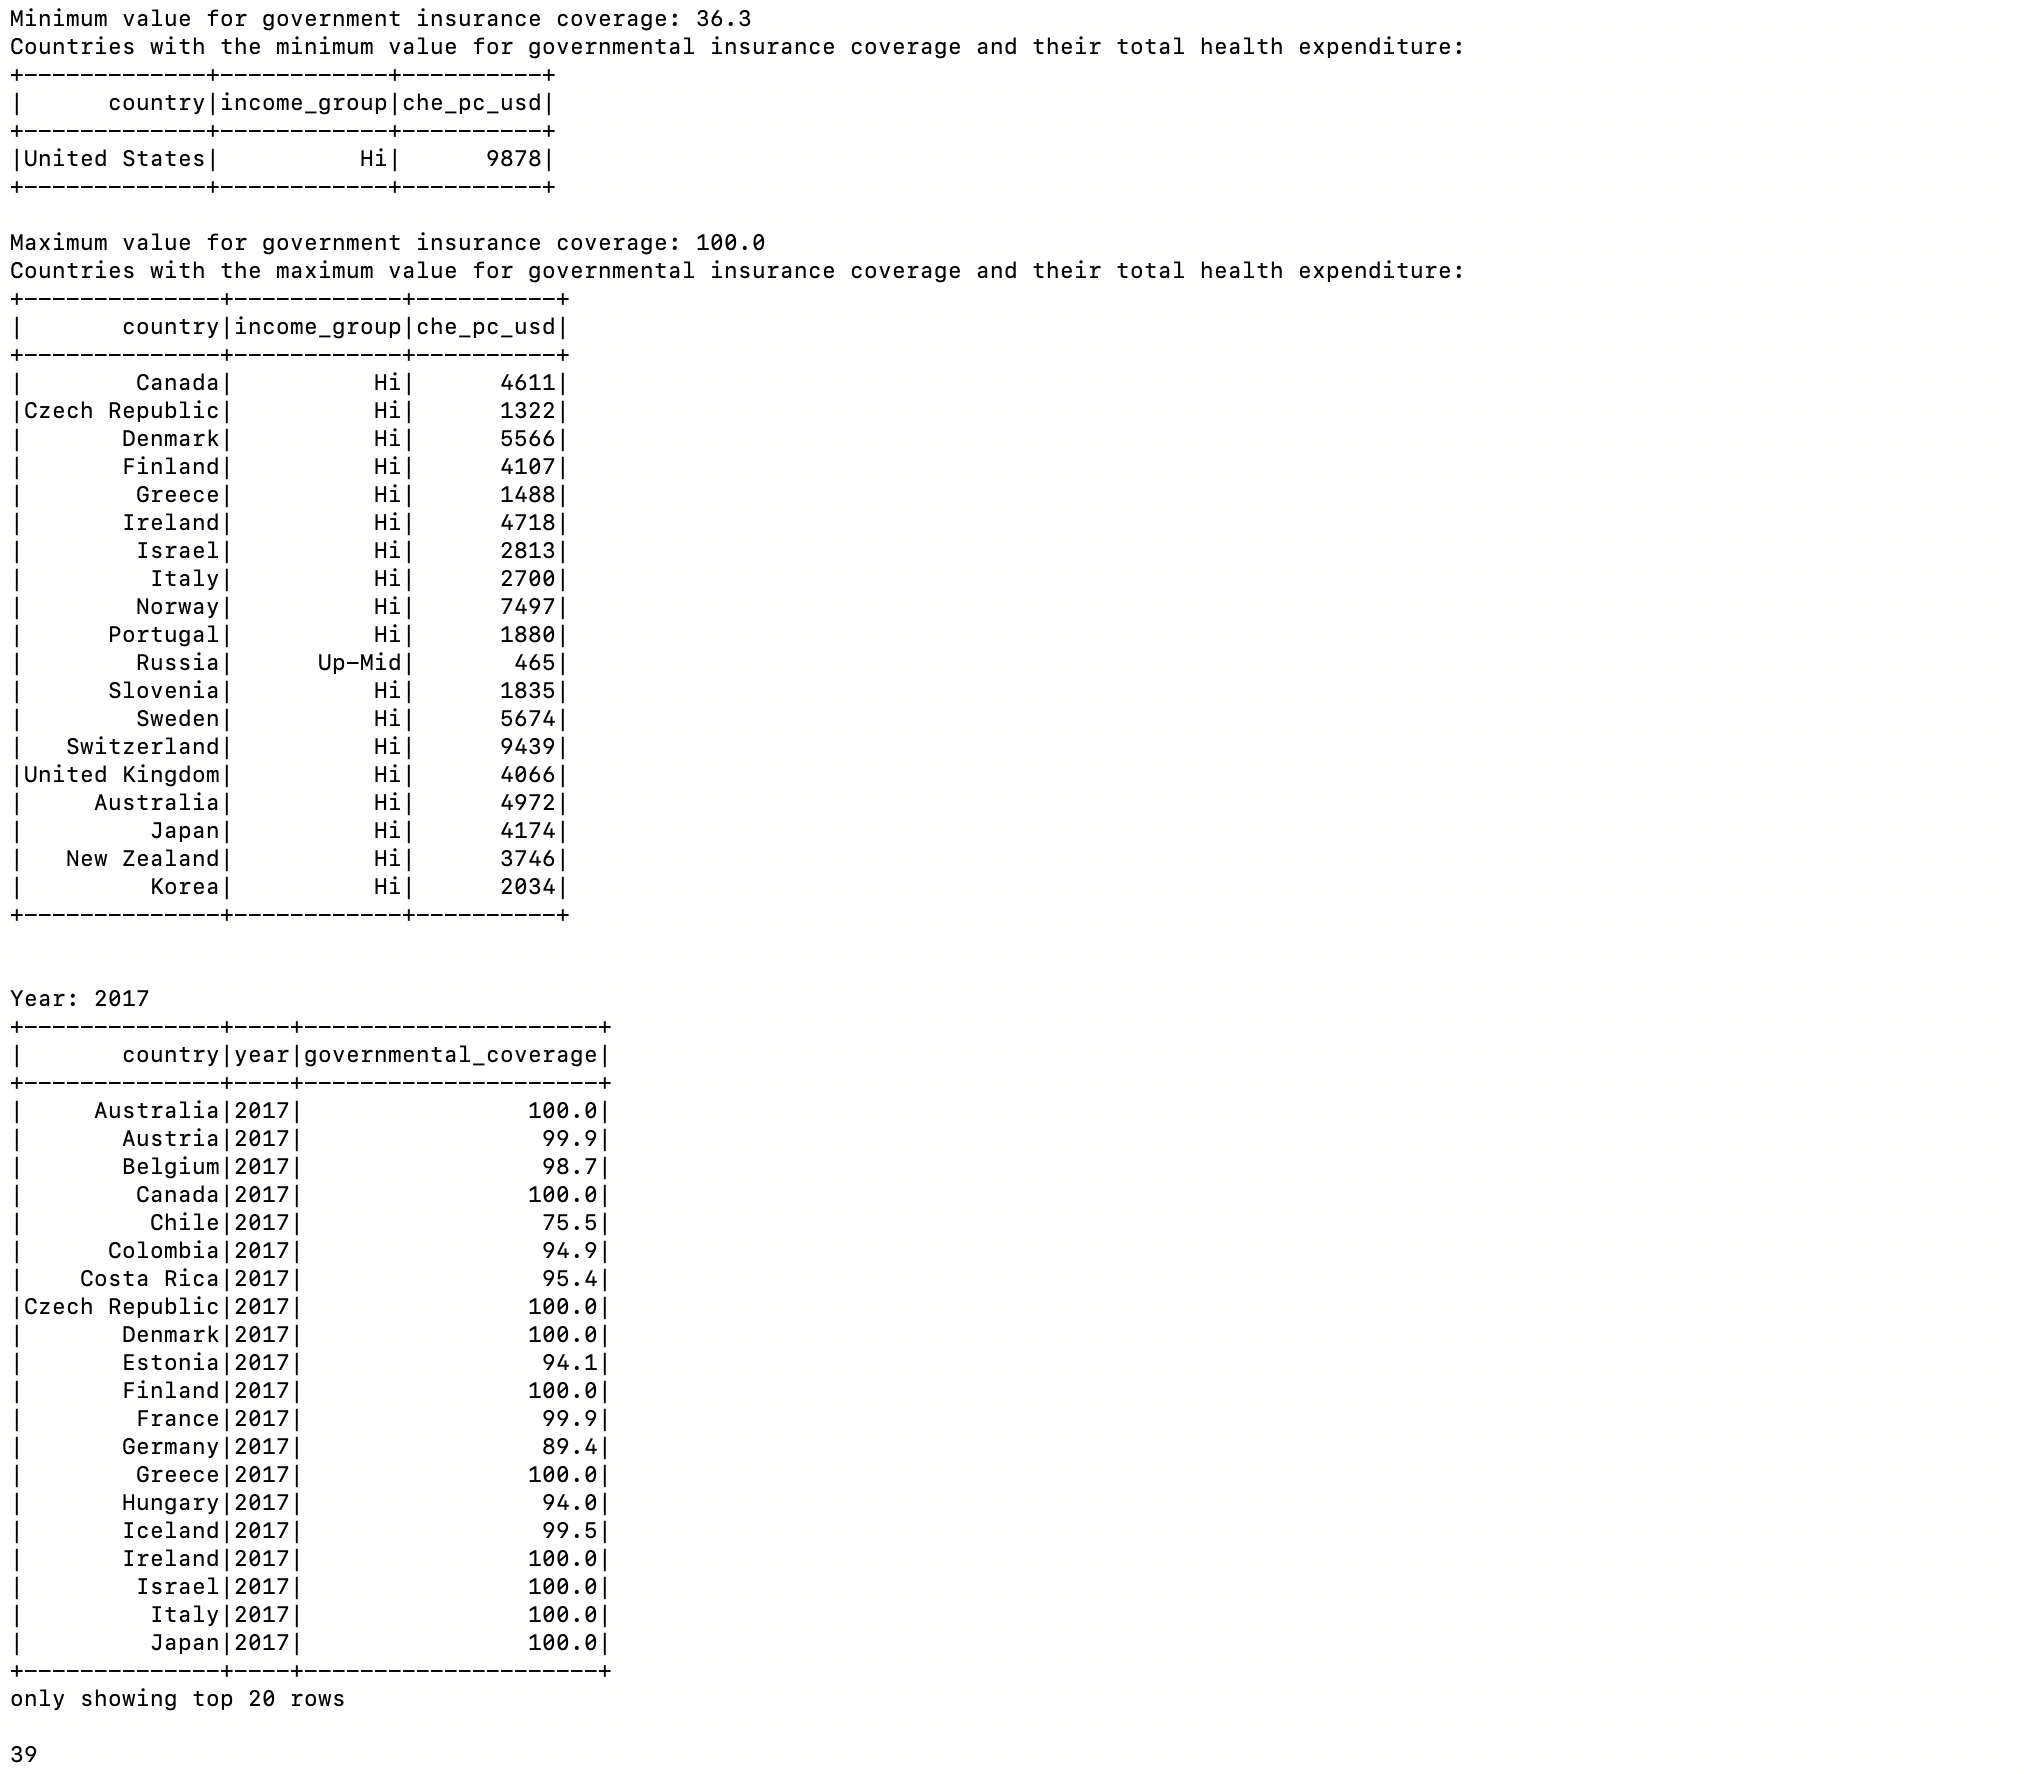 Minimum value for government insurance coverage: 36.3
Countries with the minimum value for governmental insurance coverage and their total health expenditure:
+-------------+------------+----------+
|      country|income_group|che_pc_usd|
+-------------+------------+----------+
|United States|          Hi|      9878|
+-------------+------------+----------+

Maximum value for government insurance coverage: 100.0
Countries with the maximum value for governmental insurance coverage and their total health expenditure:
+--------------+------------+----------+
|       country|income_group|che_pc_usd|
+--------------+------------+----------+
|        Canada|          Hi|      4611|
|Czech Republic|          Hi|      1322|
|       Denmark|          Hi|      5566|
|       Finland|          Hi|      4107|
|        Greece|          Hi|      1488|
|       Ireland|          Hi|      4718|
|        Israel|          Hi|      2813|
|         Italy|          Hi|      2700|
|        Norway|          Hi|      7497|
|      Portugal|          Hi|      1880|
|        Russia|      Up-Mid|       465|
|      Slovenia|          Hi|      1835|
|        Sweden|          Hi|      5674|
|   Switzerland|          Hi|      9439|
|United Kingdom|          Hi|      4066|
|     Australia|          Hi|      4972|
|         Japan|          Hi|      4174|
|   New Zealand|          Hi|      3746|
|         Korea|          Hi|      2034|
+--------------+------------+----------+


Year: 2017
+--------------+----+---------------------+
|       country|year|governmental_coverage|
+--------------+----+---------------------+
|     Australia|2017|                100.0|
|       Austria|2017|                 99.9|
|       Belgium|2017|                 98.7|
|        Canada|2017|                100.0|
|         Chile|2017|                 75.5|
|      Colombia|2017|                 94.9|
|    Costa Rica|2017|                 95.4|
|Czech Republic|2017|                100.0|
|       Denmark|2017|                100.0|
|       Estonia|2017|                 94.1|
|       Finland|2017|                100.0|
|        France|2017|                 99.9|
|       Germany|2017|                 89.4|
|        Greece|2017|                100.0|
|       Hungary|2017|                 94.0|
|       Iceland|2017|                 99.5|
|       Ireland|2017|                100.0|
|        Israel|2017|                100.0|
|         Italy|2017|                100.0|
|         Japan|2017|                100.0|
+--------------+----+---------------------+
only showing top 20 rows

39